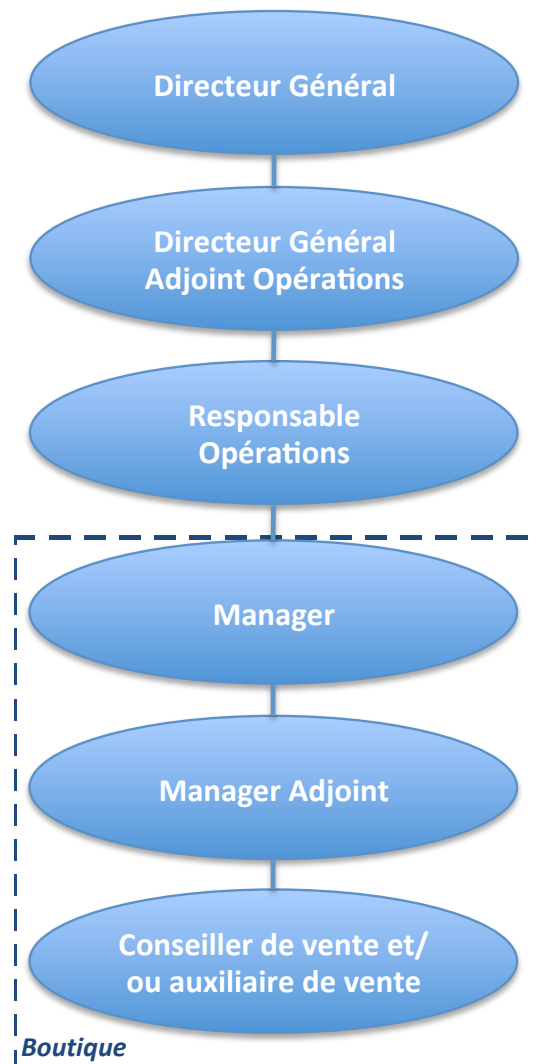 Directeur Général
Directeur Général
Adjoint Opérations
Responsable
Opérations
Manager
Manager Adjoint
Conseiller de vente et/
ou auxiliaire de vente
Boutique